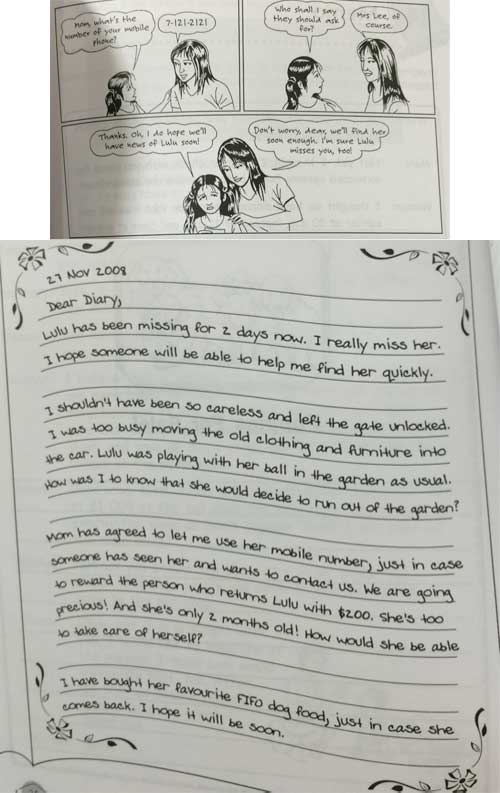 Mom, what's the
number of your mobile
phone?
7-121-2121
Who shall I say
they should ask
for?
Mrs Lee, of
course.
Thanks. Oh, I do hope we'll
have news of Lulu soon!
Don't worry, dear, we'll find her
soon enough. I'm sure Lulu
misses you, too!
27 Nov 2008
Dear Diary,
Lulu has been missing for 2 days now. I really miss her.
I hope someone will be able to help me find her quickly.
I shouldn't have been so careless and left the gate unlocked.
I was too busy moving the old clothing and furniture into
the car. Lulu was playing with her ball in the garden as usual.
How was I to know that she would decide to run out of the garden?
Mom has agreed to let me use her mobile number, just in case
someone has seen her and wants to contact us. We are going
to reward the person who returns Lulu with $200. She's too
precious! And she's only 2 months old! How would she be able
to take care of herself?
I have bought her favourite FIFO dog food, just in case she
comes back. I hope it will be soon.